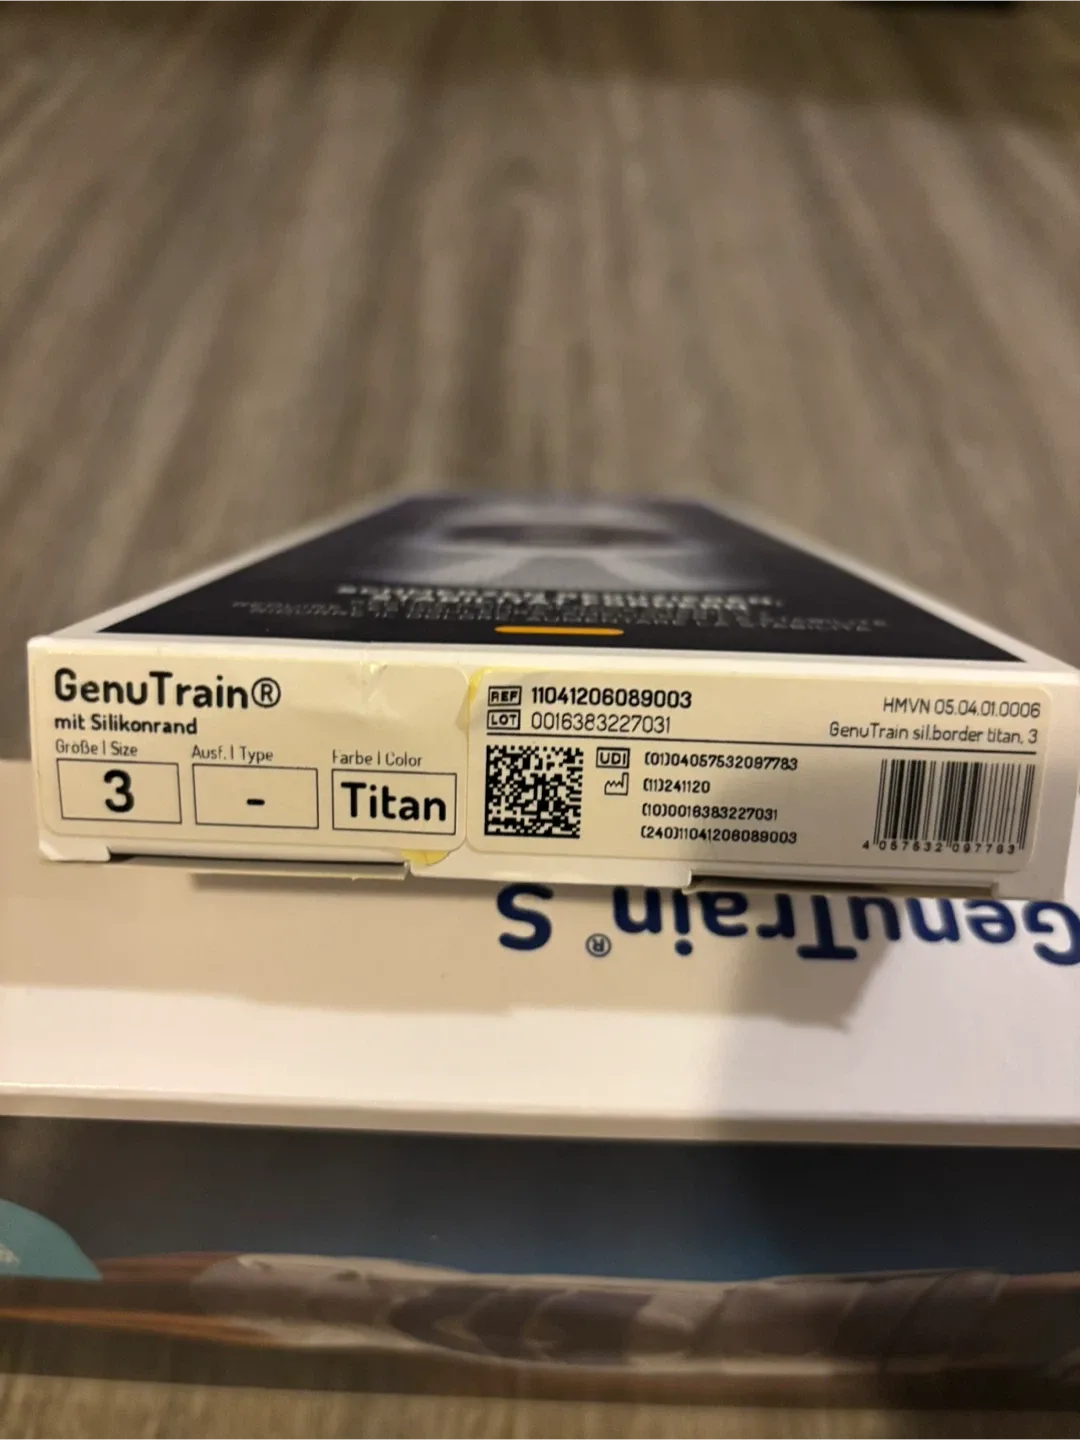 GenuTrain®
mit Silikonrand
Größe | Size
Ausf. | Type
Farbe | Color
3
-
Titan
REF 11041206089003
LOT 0016383227031
HMVN 05.04.01.0006
GenuTrain sil.border titan, 3
UDI (01)04057532097783
(11)241120
(10)0016383227031
(240)11041206089003
4 057532 097783
GenuTrain® S